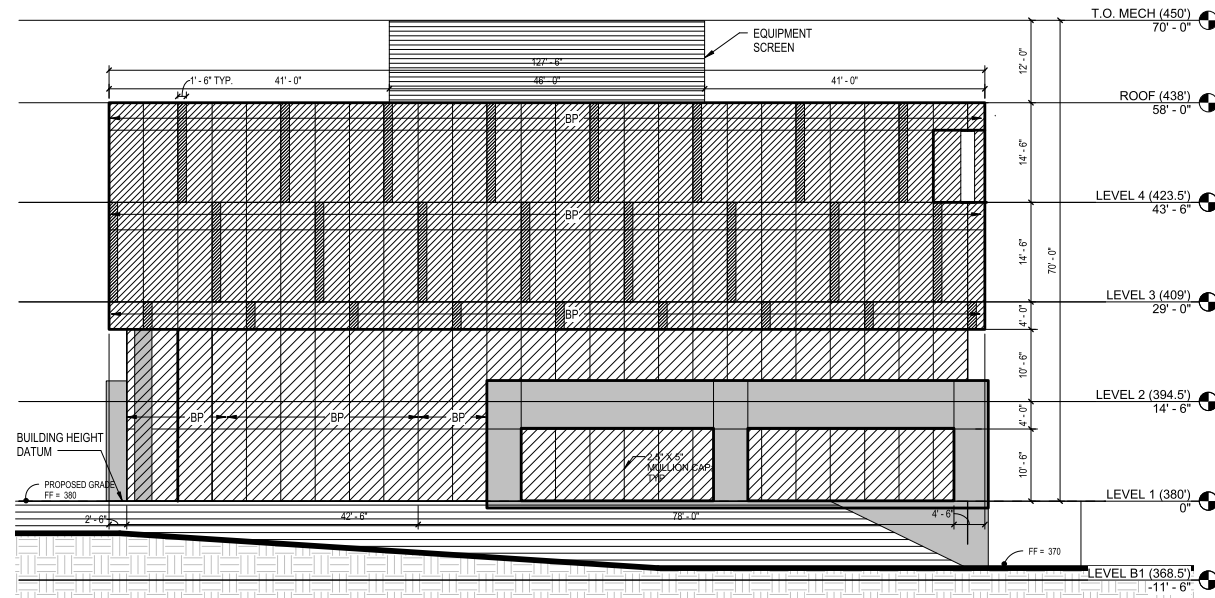 T.O. MECH (450')
70' - 0"
EQUIPMENT
SCREEN
12' - 0"
127' - 6"
1' - 6" TYP.
41' - 0"
46' - 0"
41' - 0"
ROOF (438')
58' - 0"
BP
14' - 6"
LEVEL 4 (423.5')
43' - 6"
BP
14' - 6"
70' - 0"
LEVEL 3 (409')
29' - 0"
BP
4' - 0"
10' - 6"
LEVEL 2 (394.5')
14' - 6"
BP
BP
BP
4' - 0"
BUILDING HEIGHT
DATUM
2.5" X 5"
MULLION CAP,
TYP
10' - 6"
PROPOSED GRADE
FF = 380
LEVEL 1 (380')
0"
2' - 6"
42' - 6"
78' - 0"
4' - 6"
FF = 370
LEVEL B1 (368.5')
-11' - 6"